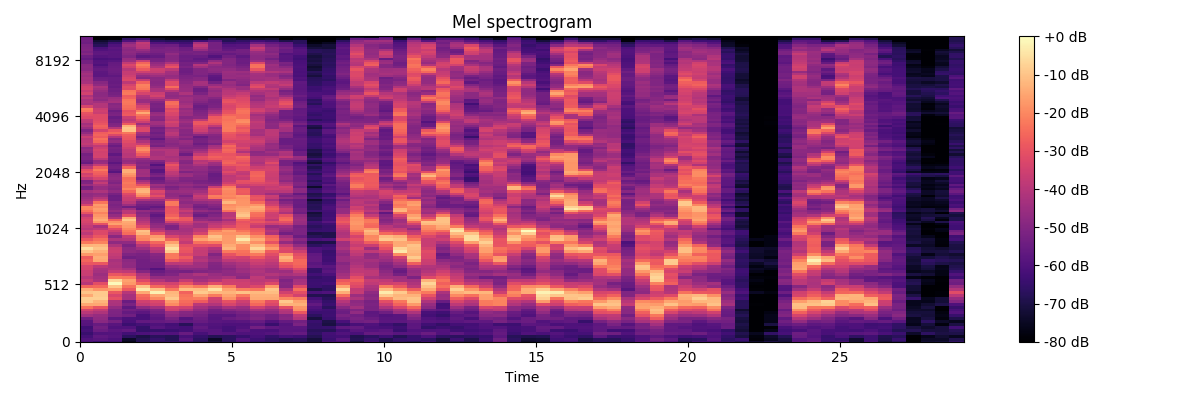 Mel spectrogram
Hz
8192
4096
2048
1024
512
0
0 5 10 15 20 25
Time
+0 dB
-10 dB
-20 dB
-30 dB
-40 dB
-50 dB
-60 dB
-70 dB
-80 dB